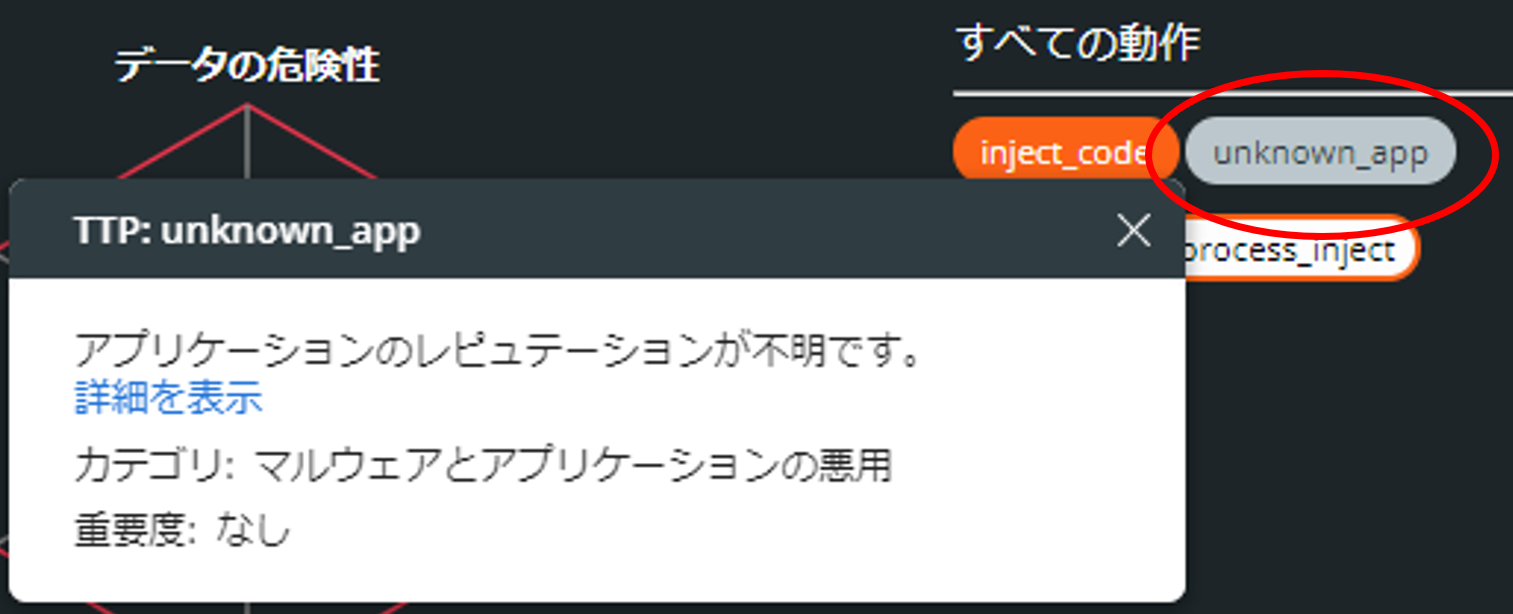 データの危険性
すべての動作
inject_code
unknown_app
process_inject
TTP: unknown_app
アプリケーションのレピュテーションが不明です。
詳細を表示
カテゴリ: マルウェアとアプリケーションの悪用
重要度: なし